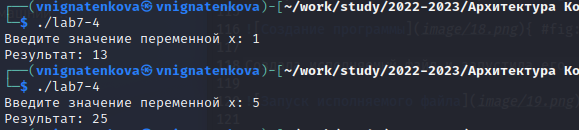 ┌──(vnignatenkova㉿vnignatenkova)-[~/work/study/2022-2023/Архитектура Ко
└─$ ./lab7-4
Введите значение переменной x: 1
Результат: 13
┌──(vnignatenkova㉿vnignatenkova)-[~/work/study/2022-2023/Архитектура Ко
└─$ ./lab7-4
Введите значение переменной x: 5
Результат: 25